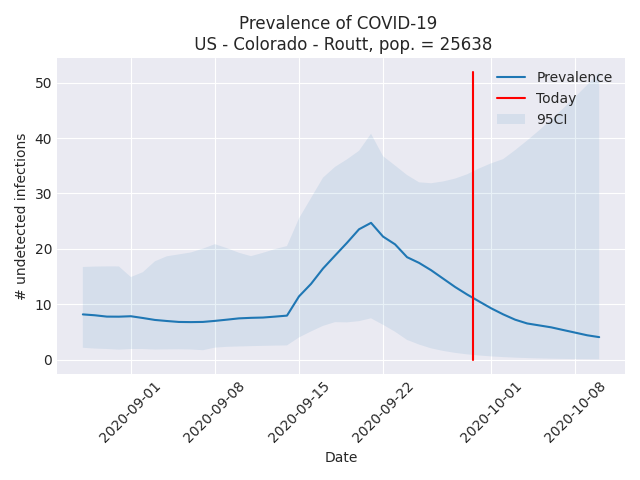 Prevalence of COVID-19
US - Colorado - Routt, pop. = 25638
Prevalence
Today
95CI
# undetected infections
50
40
30
20
10
0
2020-09-01
2020-09-08
2020-09-15
2020-09-22
2020-10-01
2020-10-08
Date